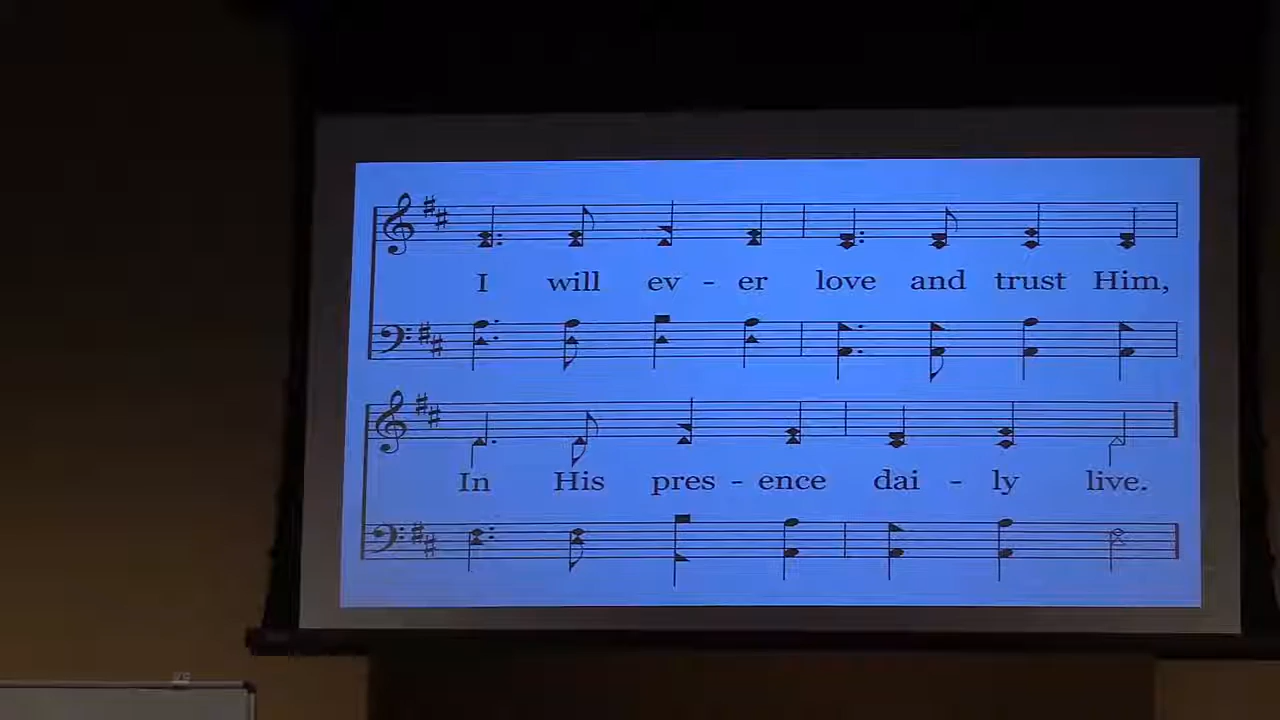 I will ev - er love and trust Him,
In His pres - ence dai - ly live.